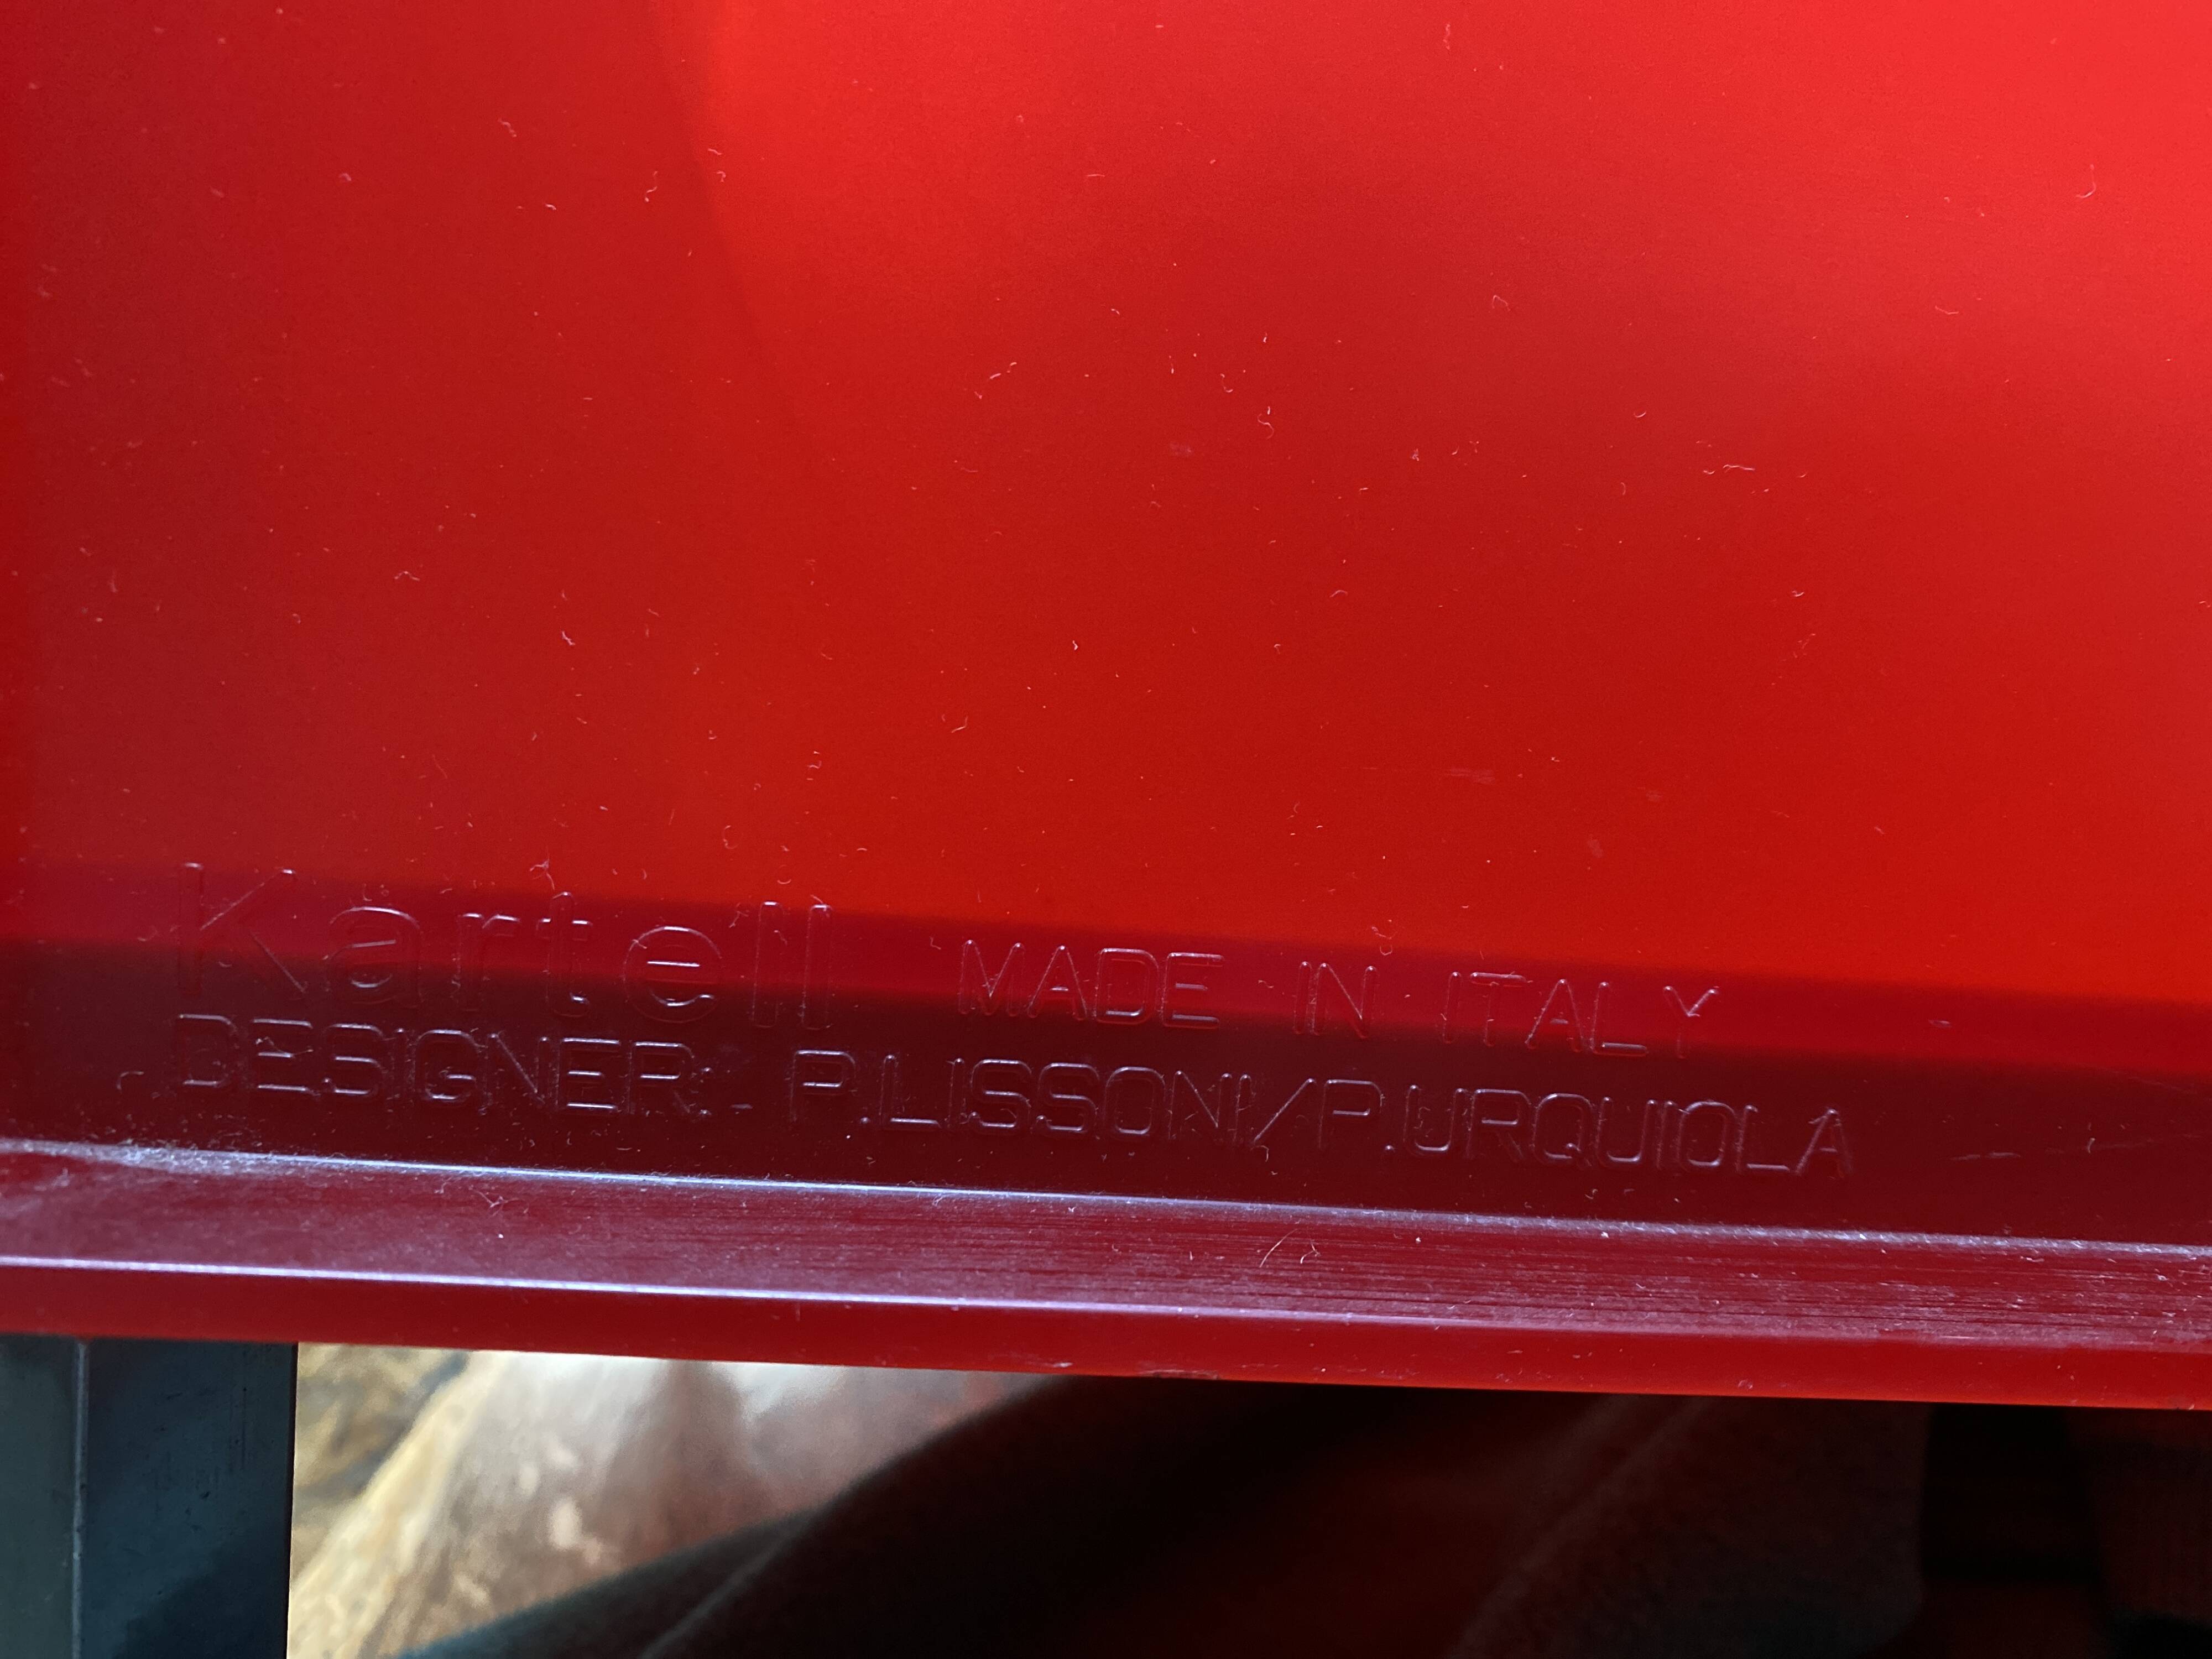 Kartell MADE IN ITALY
DESIGNER: P.LISSONI/P.URQUIOLA